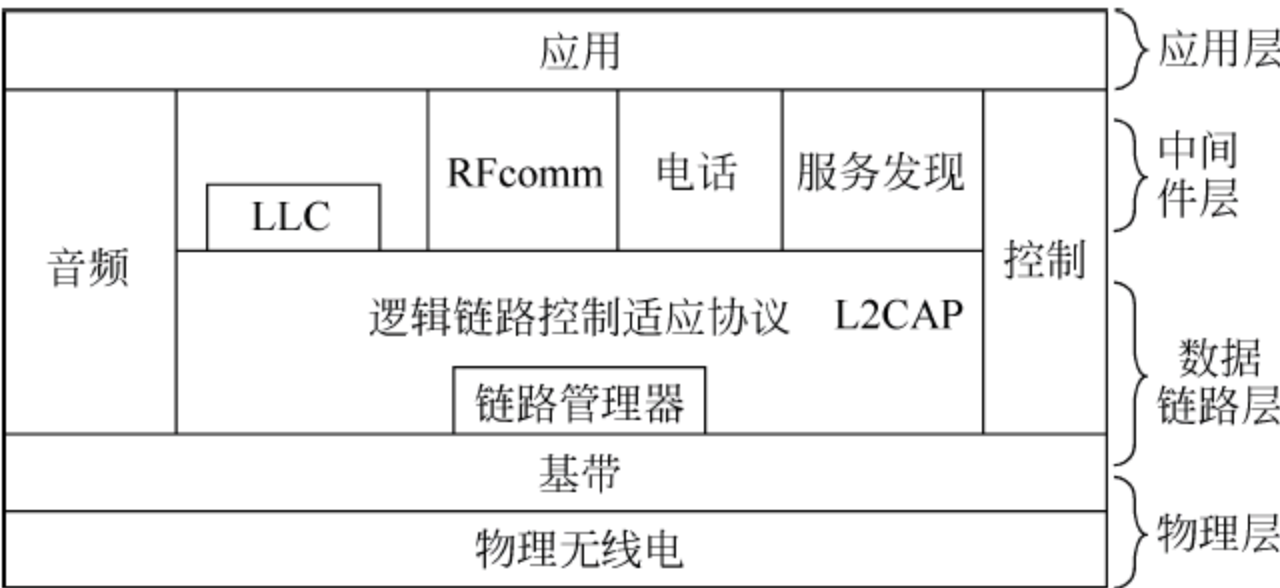 应用
应用层
RFcomm
电话
服务发现
中间
件层
LLC
音频
控制
逻辑链路控制适应协议 L2CAP
数据
链路层
链路管理器
基带
物理层
物理无线电